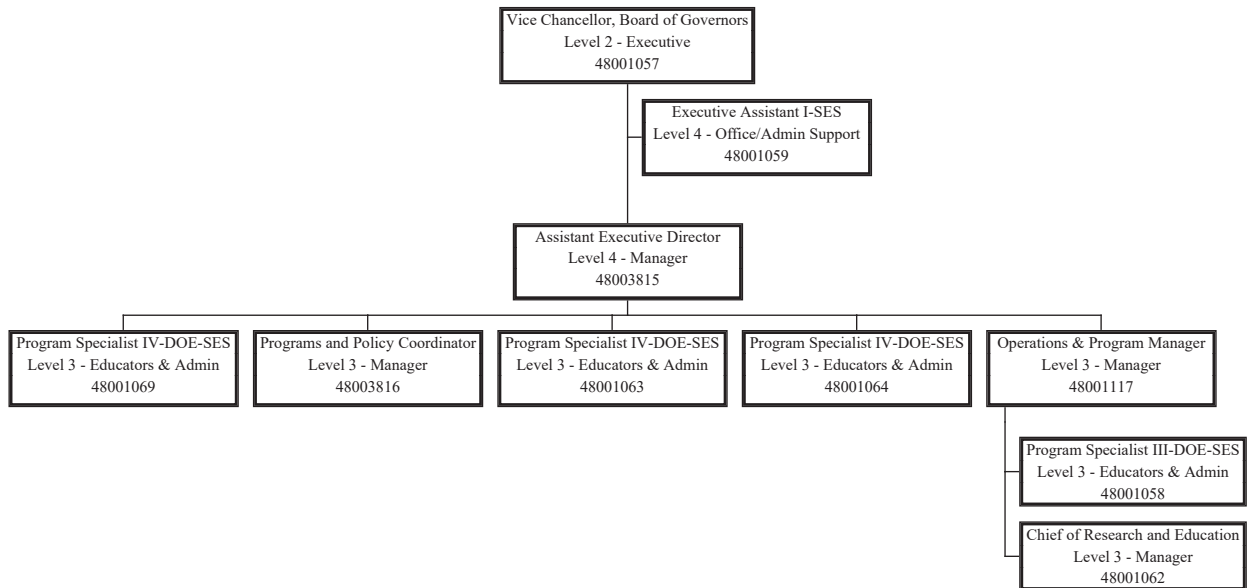 Vice Chancellor, Board of Governors
Level 2 - Executive
48001057
Executive Assistant I-SES
Level 4 - Office/Admin Support
48001059
Assistant Executive Director
Level 4 - Manager
48003815
Program Specialist IV-DOE-SES
Level 3 - Educators & Admin
48001069
Programs and Policy Coordinator
Level 3 - Manager
48003816
Program Specialist IV-DOE-SES
Level 3 - Educators & Admin
48001063
Program Specialist IV-DOE-SES
Level 3 - Educators & Admin
48001064
Operations & Program Manager
Level 3 - Manager
48001117
Program Specialist III-DOE-SES
Level 3 - Educators & Admin
48001058
Chief of Research and Education
Level 3 - Manager
48001062